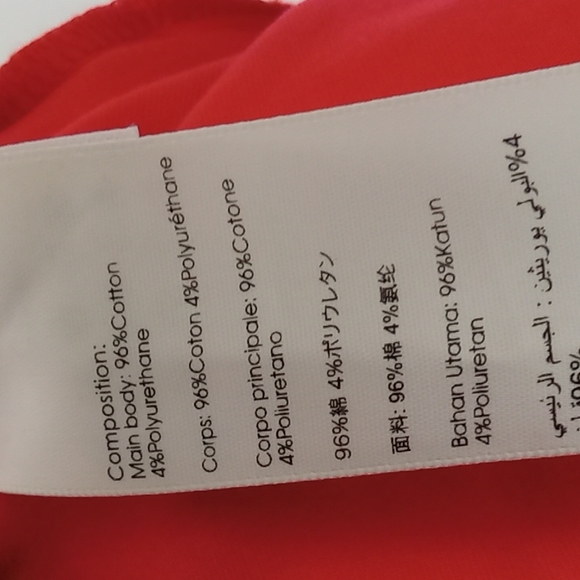 Composition:
Main body: 96%Cotton
4%Polyurethane
Corps: 96%Coton 4%Polyuréthane
Corpo principale: 96%Cotone
4%Poliuretano
96%綿 4%ポリウレタン
面料: 96%棉 4%氨纶
Bahan Utama: 96%Katun
4%Poliuretan
الجسم الرئيسي : البولي يوريثين 4%